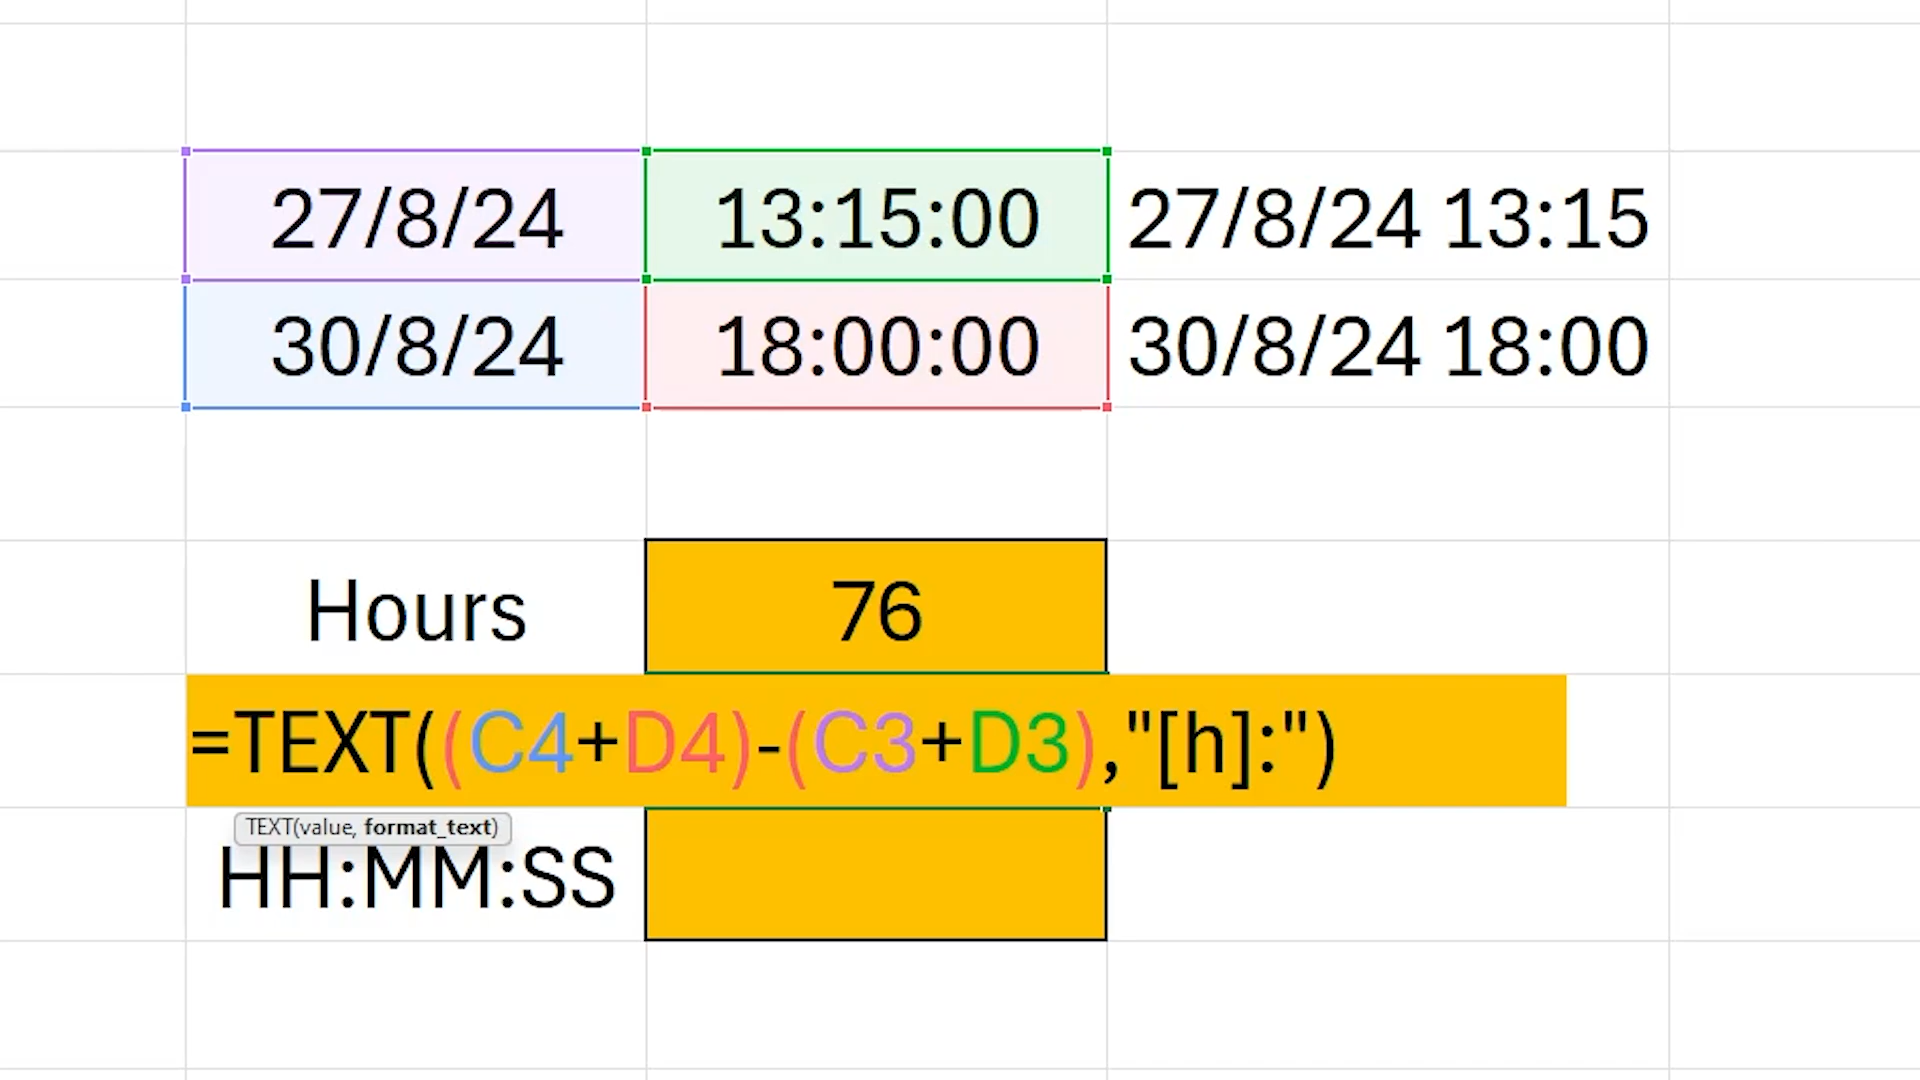 27/8/24 13:15:00 27/8/24 13:15
30/8/24 18:00:00 30/8/24 18:00
Hours 76
=TEXT((C4+D4)-(C3+D3),"[h]:")
TEXT(value, format_text)
HH:MM:SS